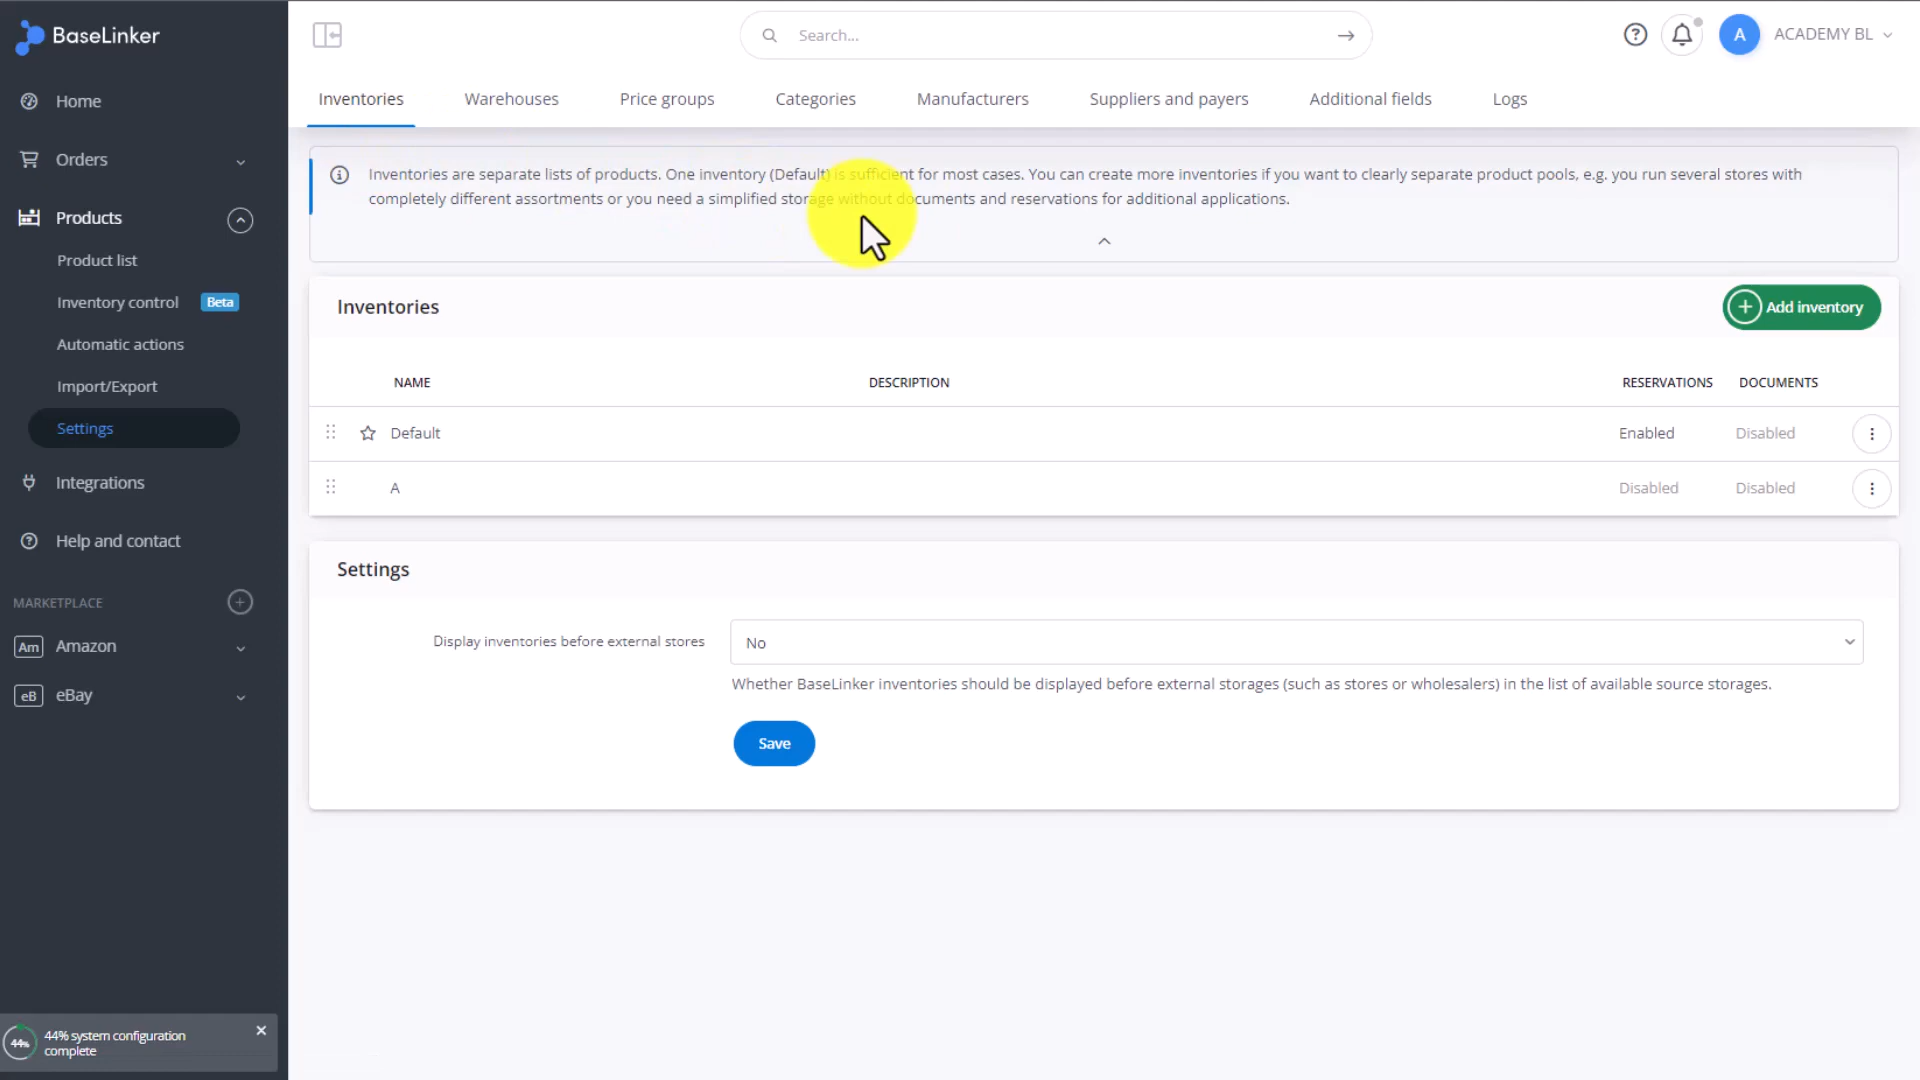 BaseLinker
Search...
A
ACADEMY BL
Home
Orders
Products
Product list
Inventory control Beta
Automatic actions
Import/Export
Settings
Integrations
Help and contact
MARKETPLACE
Am Amazon
eB eBay
44% 44% system configuration
complete
Inventories Warehouses Price groups Categories Manufacturers Suppliers and payers Additional fields Logs
Inventories are separate lists of products. One inventory (Default) is sufficient for most cases. You can create more inventories if you want to clearly separate product pools, e.g. you run several stores with
completely different assortments or you need a simplified storage without documents and reservations for additional applications.
Inventories
Add inventory
NAME DESCRIPTION RESERVATIONS DOCUMENTS
Default Enabled Disabled
A Disabled Disabled
Settings
Display inventories before external stores No
Whether BaseLinker inventories should be displayed before external storages (such as stores or wholesalers) in the list of available source storages.
Save